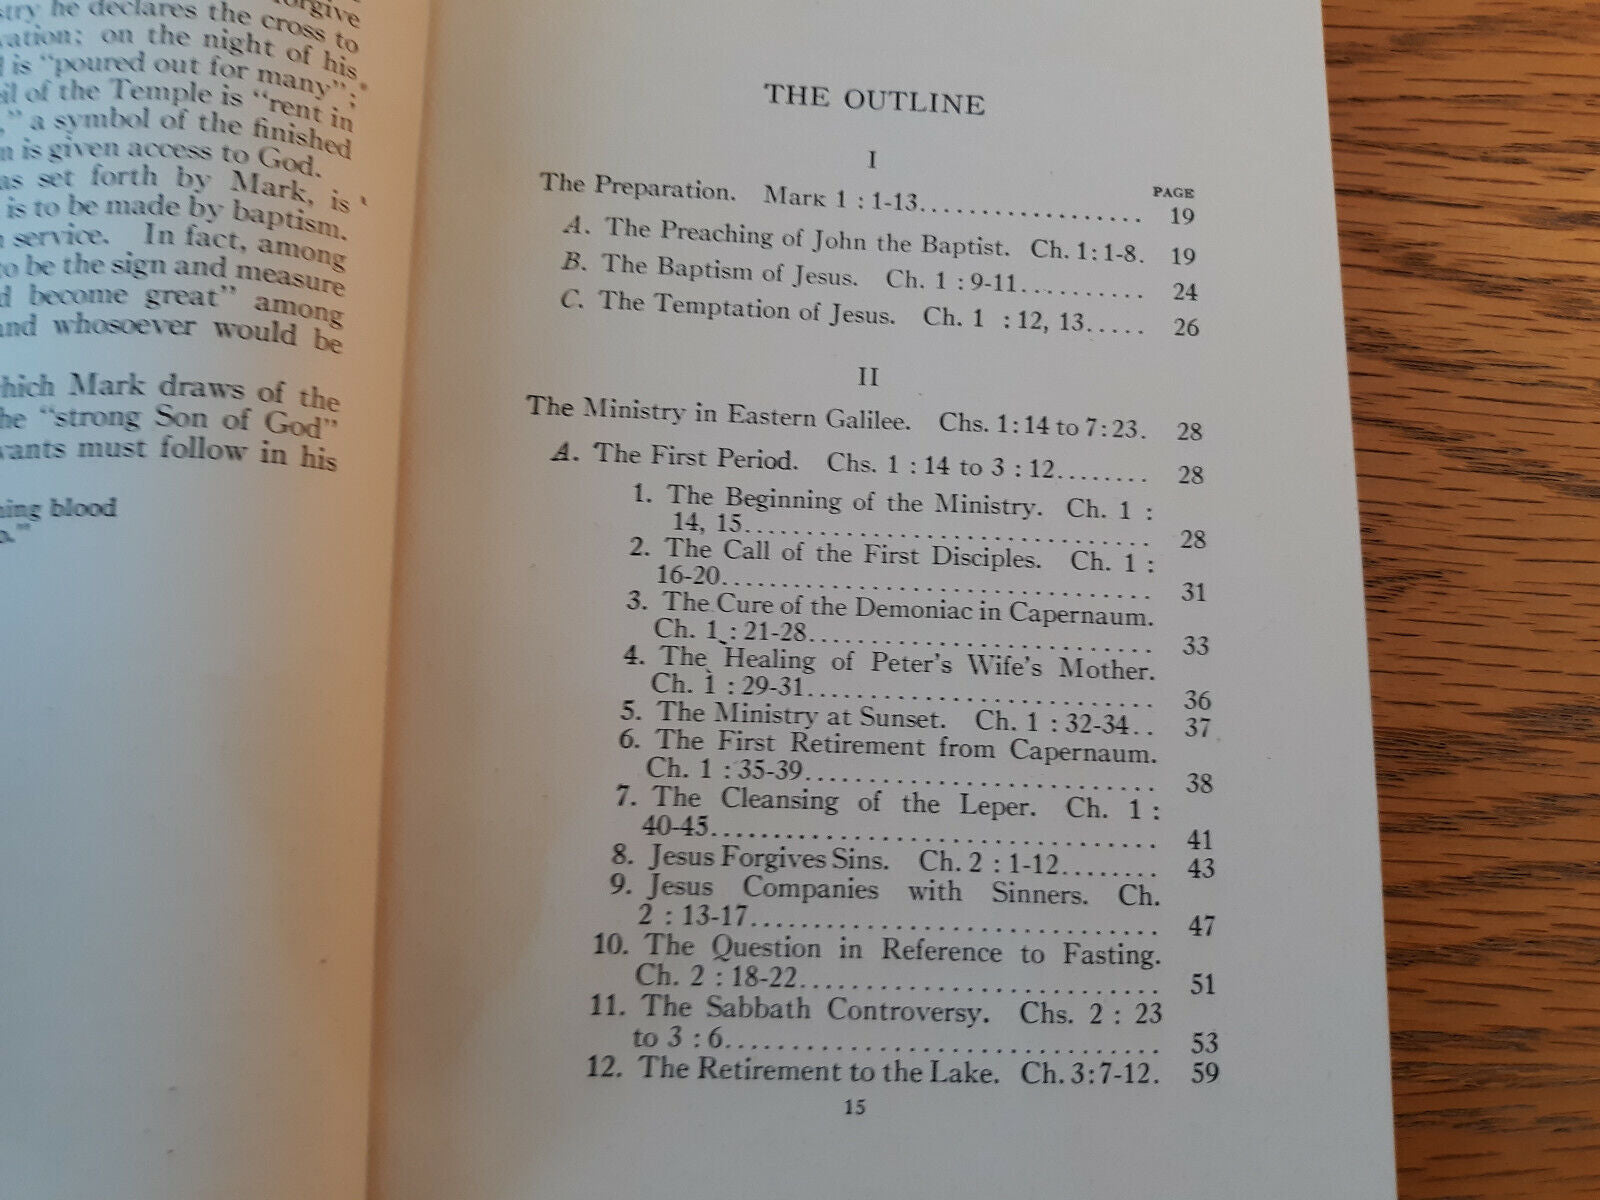 orgive
stry he declares the cross to
vation; on the night of his
is "poured out for many";
il of the Temple is "rent in
," a symbol of the finished
n is given access to God.
as set forth by Mark, is
is to be made by baptism.
service. In fact, among
to be the sign and measure
d become great" among
and whosoever would be
hich Mark draws of the
he "strong Son of God"
vants must follow in his
ning blood
o.'"
THE OUTLINE
I
PAGE
The Preparation. Mark 1 : 1-13................... 19
A. The Preaching of John the Baptist. Ch. 1: 1-8. 19
B. The Baptism of Jesus. Ch. 1 : 9-11.......... 24
C. The Temptation of Jesus. Ch. 1 : 12, 13..... 26
II
The Ministry in Eastern Galilee. Chs. 1: 14 to 7: 23. 28
A. The First Period. Chs. 1 : 14 to 3 : 12........ 28
1. The Beginning of the Ministry. Ch. 1 :
14, 15............................... 28
2. The Call of the First Disciples. Ch. 1 :
16-20................................ 31
3. The Cure of the Demoniac in Capernaum.
Ch. 1 : 21-28.......................... 33
4. The Healing of Peter's Wife's Mother.
Ch. 1 : 29-31.......................... 36
5. The Ministry at Sunset. Ch. 1 : 32-34.. 37
6. The First Retirement from Capernaum.
Ch. 1 : 35-39.......................... 38
7. The Cleansing of the Leper. Ch. 1 :
40-45................................. 41
8. Jesus Forgives Sins. Ch. 2 : 1-12........ 43
9. Jesus Companies with Sinners. Ch.
2 : 13-17.............................. 47
10. The Question in Reference to Fasting.
Ch. 2 : 18-22.......................... 51
11. The Sabbath Controversy. Chs. 2 : 23
to 3 : 6................................ 53
12. The Retirement to the Lake. Ch. 3: 7-12. 59
15